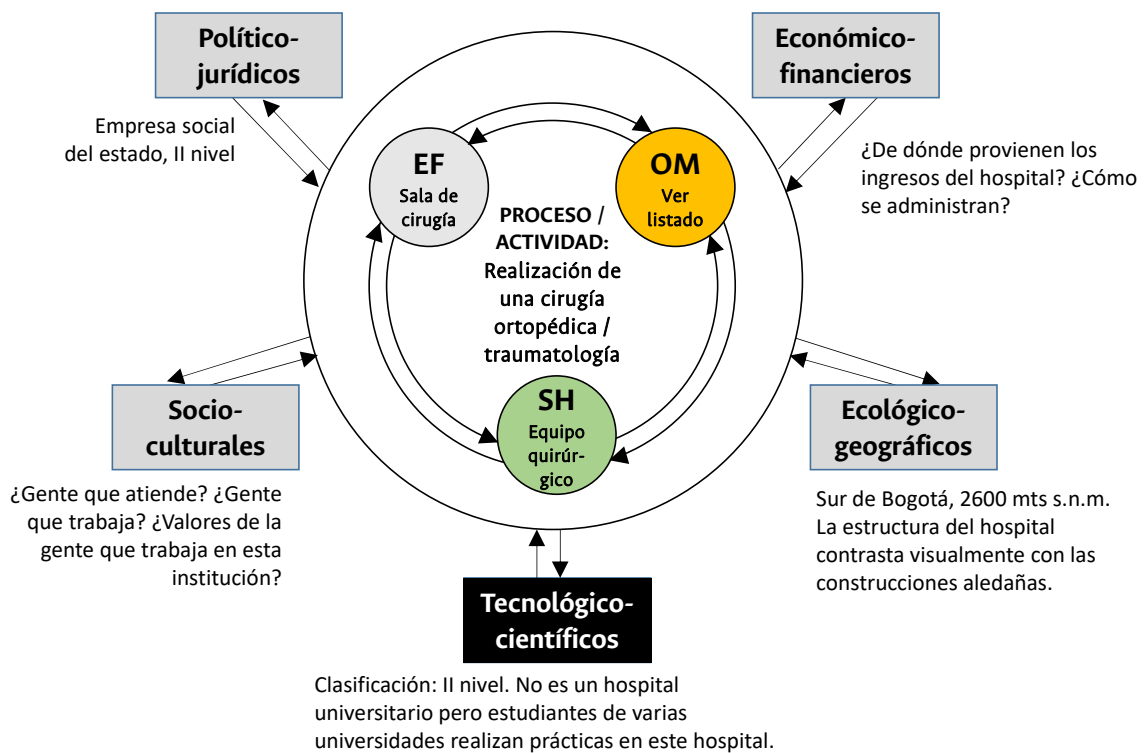 Político-
jurídicos
Empresa social
del estado, II nivel
Económico-
financieros
¿De dónde provienen los
ingresos del hospital? ¿Cómo
se administran?
EF
Sala de
cirugía
OM
Ver
listado
PROCESO /
ACTIVIDAD:
Realización de
una cirugía
ortopédica /
traumatología
SH
Equipo
quirúr-
gico
Socio-
culturales
¿Gente que atiende? ¿Gente
que trabaja? ¿Valores de la
gente que trabaja en esta
institución?
Ecológico-
geográficos
Sur de Bogotá, 2600 mts s.n.m.
La estructura del hospital
contrasta visualmente con las
construcciones aledañas.
Tecnológico-
científicos
Clasificación: II nivel. No es un hospital
universitario pero estudiantes de varias
universidades realizan prácticas en este hospital.